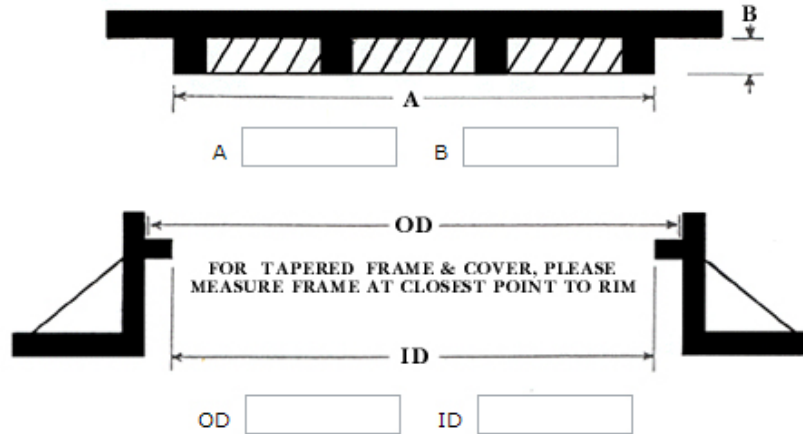 B
A
A B
OD
FOR TAPERED FRAME & COVER, PLEASE
MEASURE FRAME AT CLOSEST POINT TO RIM
ID
OD ID